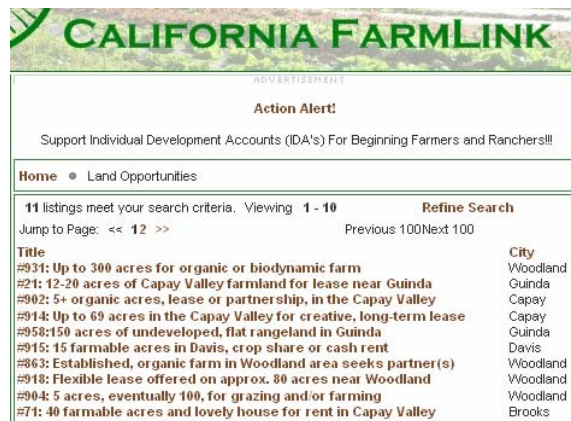 CALIFORNIA FARMLINK
ADVERTISEMENT
Action Alert!
Support Individual Development Accounts (IDA's) For Beginning Farmers and Ranchers!!!
Home • Land Opportunities
11 listings meet your search criteria. Viewing 1 - 10 Refine Search
Jump to Page: << 12 >> Previous 100Next 100
Title City
#931: Up to 300 acres for organic or biodynamic farm Woodland
#21: 12-20 acres of Capay Valley farmland for lease near Guinda Guinda
#902: 5+ organic acres, lease or partnership, in the Capay Valley Capay
#914: Up to 69 acres in the Capay Valley for creative, long-term lease Capay
#958:150 acres of undeveloped, flat rangeland in Guinda Guinda
#915: 15 farmable acres in Davis, crop share or cash rent Davis
#863: Established, organic farm in Woodland area seeks partner(s) Woodland
#918: Flexible lease offered on approx. 80 acres near Woodland Woodland
#904: 5 acres, eventually 100, for grazing and/or farming Woodland
#71: 40 farmable acres and lovely house for rent in Capay Valley Brooks